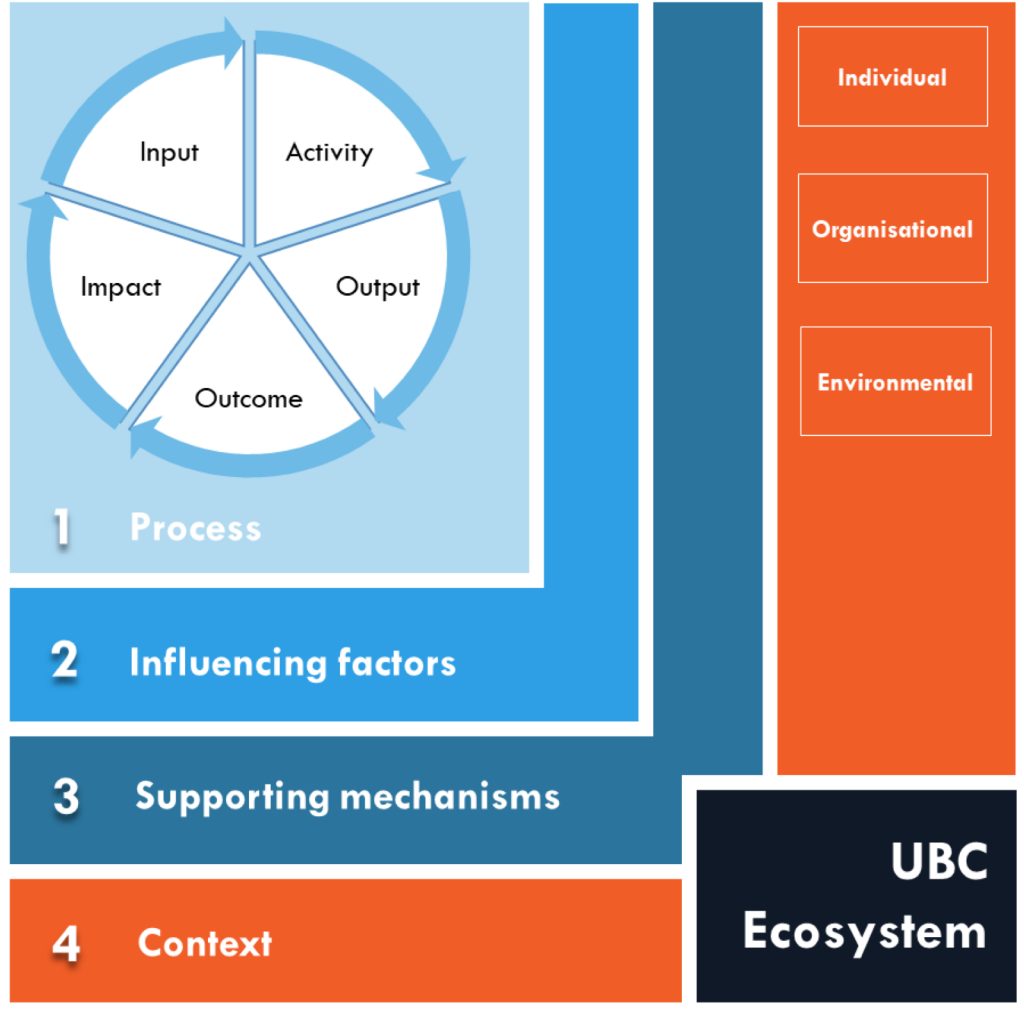 Individual
Input
Activity
Organisational
Impact
Output
Environmental
Outcome
1 Process
2 Influencing factors
3 Supporting mechanisms
4 Context
UBC
Ecosystem